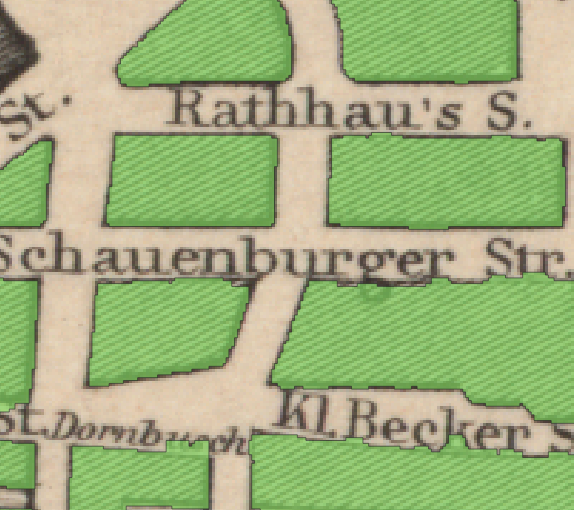 St.
Rathhau's S.
Schauenburger Str.
St. Dornbusch
Kl. Becker S